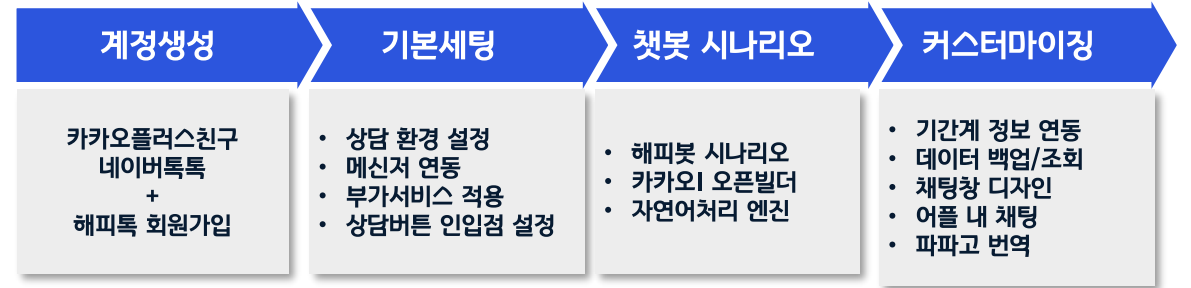 계정생성
카카오플러스친구
네이버톡톡
+
해피톡 회원가입
기본세팅
• 상담 환경 설정
• 메신저 연동
• 부가서비스 적용
• 상담버튼 인입점 설정
챗봇 시나리오
• 해피봇 시나리오
• 카카오I 오픈빌더
• 자연어처리 엔진
커스터마이징
• 기간계 정보 연동
• 데이터 백업/조회
• 채팅창 디자인
• 어플 내 채팅
• 파파고 번역